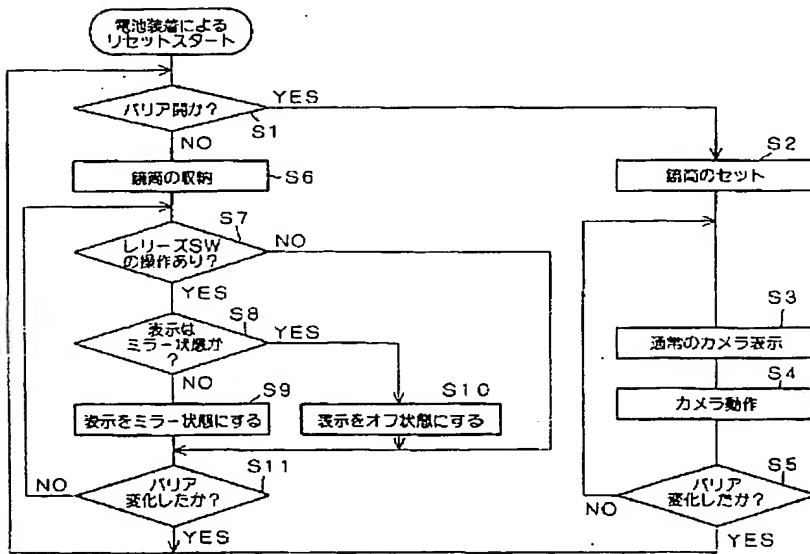 電池装着による
リセットスタート
バリア開か?
YES
S1
NO
S2
鏡筒の収納
S6
鏡筒のセット
S7
レリーズSW
の操作あり?
NO
YES
S8
表示は
ミラー状態か
?
YES
S3
通常のカメラ表示
NO
S9
S10
S4
表示をミラー状態にする
表示をオフ状態にする
カメラ動作
S11
S5
NO
バリア
変化したか?
YES
NO
バリア
変化したか?
YES